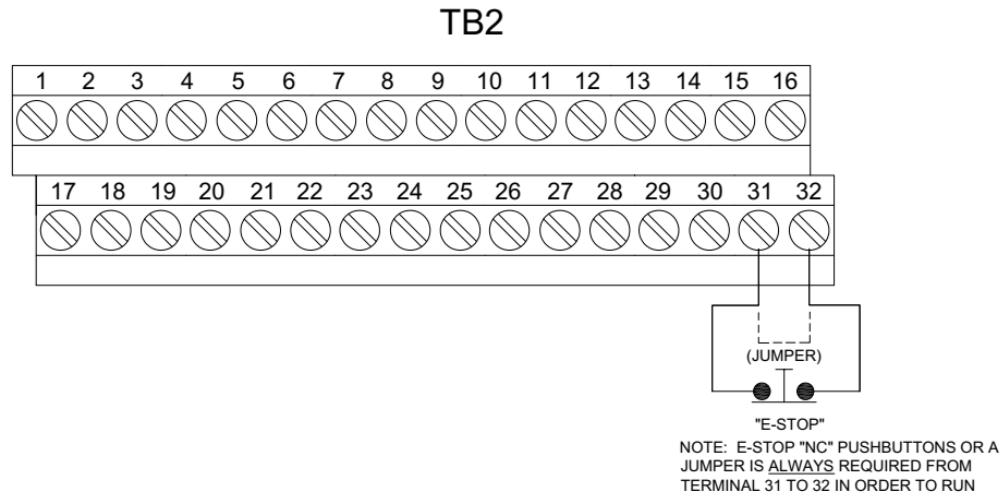 TB2
1 2 3 4 5 6 7 8 9 10 11 12 13 14 15 16
17 18 19 20 21 22 23 24 25 26 27 28 29 30 31 32
(JUMPER)
"E-STOP"
NOTE: E-STOP "NC" PUSHBUTTONS OR A
JUMPER IS ALWAYS REQUIRED FROM
TERMINAL 31 TO 32 IN ORDER TO RUN